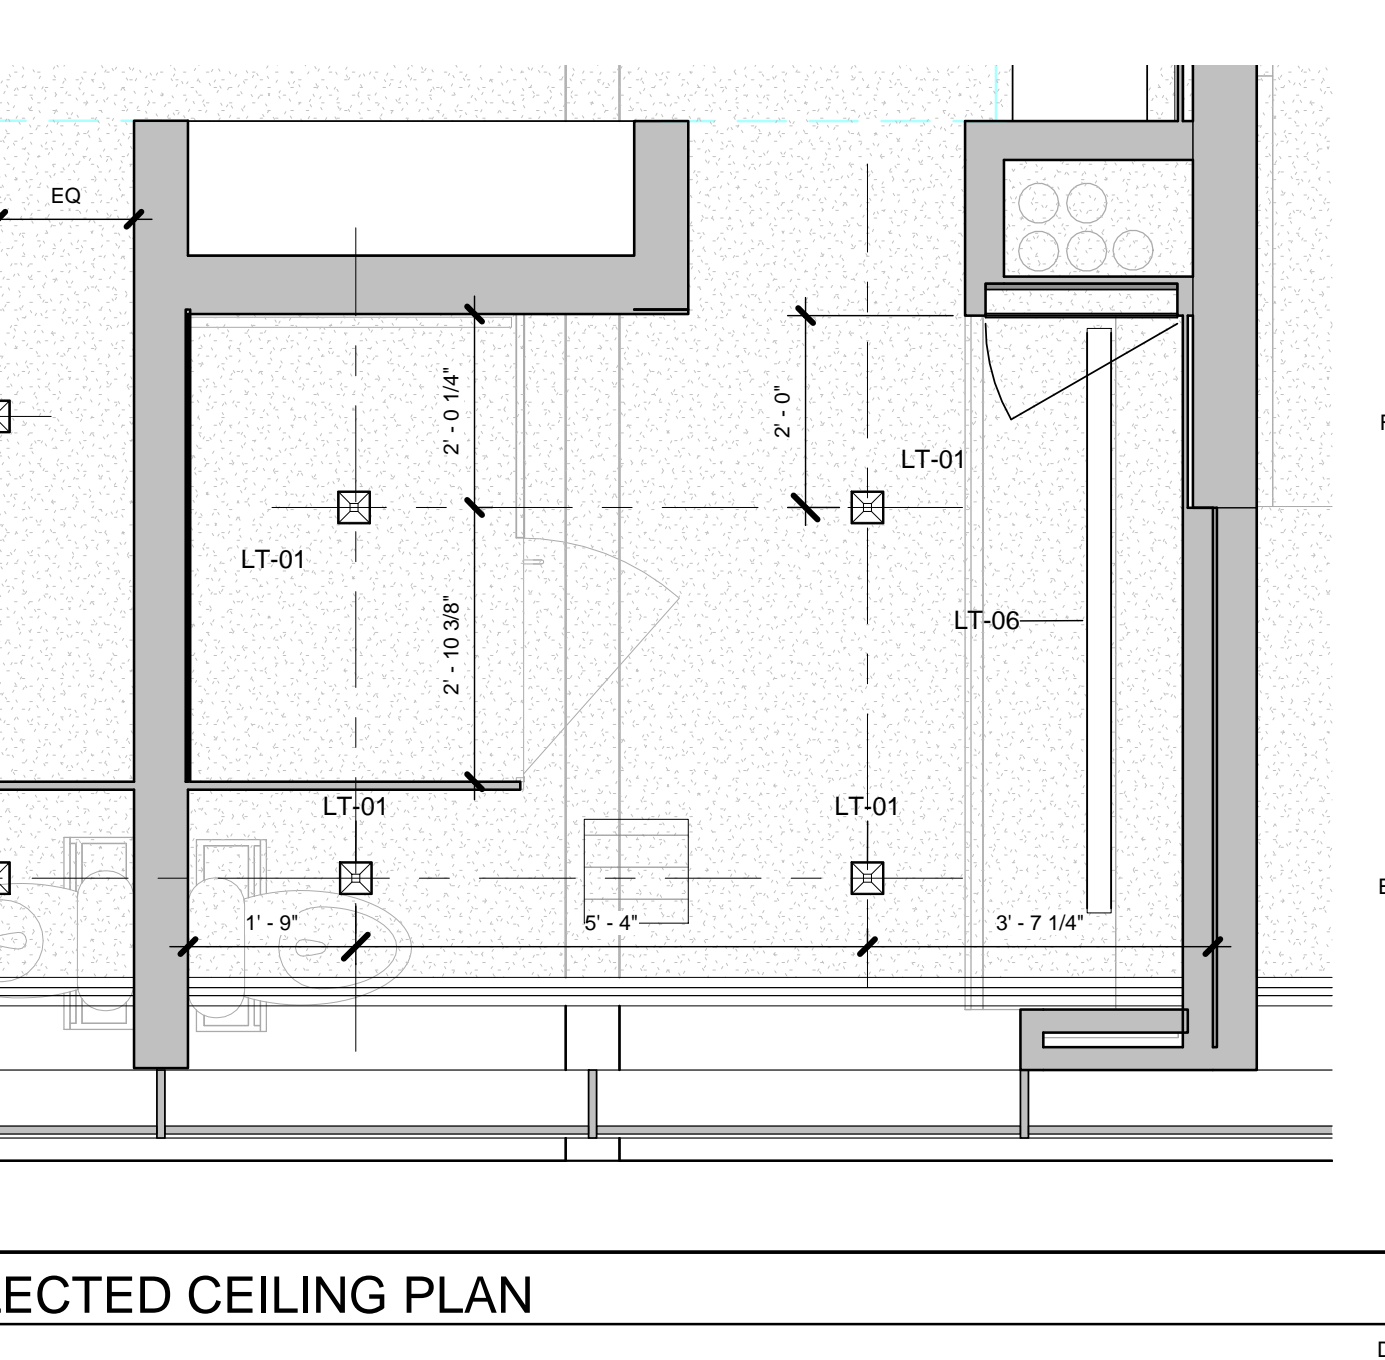 EQ
2' - 0 1/4"
2' - 0"
LT-01
LT-01
2' - 10 3/8"
LT-06
LT-01
LT-01
1' - 9"
5' - 4"
3' - 7 1/4"
ECTED CEILING PLAN